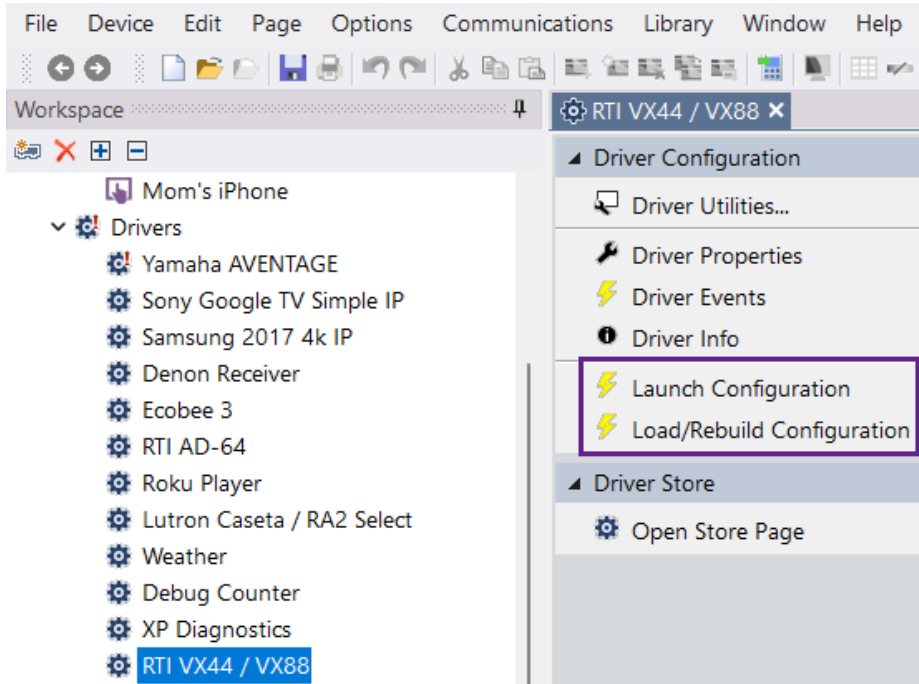 File Device Edit Page Options Communications Library Window Help
Workspace
RTI VX44 / VX88
Mom's iPhone
Drivers
Yamaha AVENTAGE
Sony Google TV Simple IP
Samsung 2017 4k IP
Denon Receiver
Ecobee 3
RTI AD-64
Roku Player
Lutron Caseta / RA2 Select
Weather
Debug Counter
XP Diagnostics
RTI VX44 / VX88
Driver Configuration
Driver Utilities...
Driver Properties
Driver Events
Driver Info
Launch Configuration
Load/Rebuild Configuration
Driver Store
Open Store Page